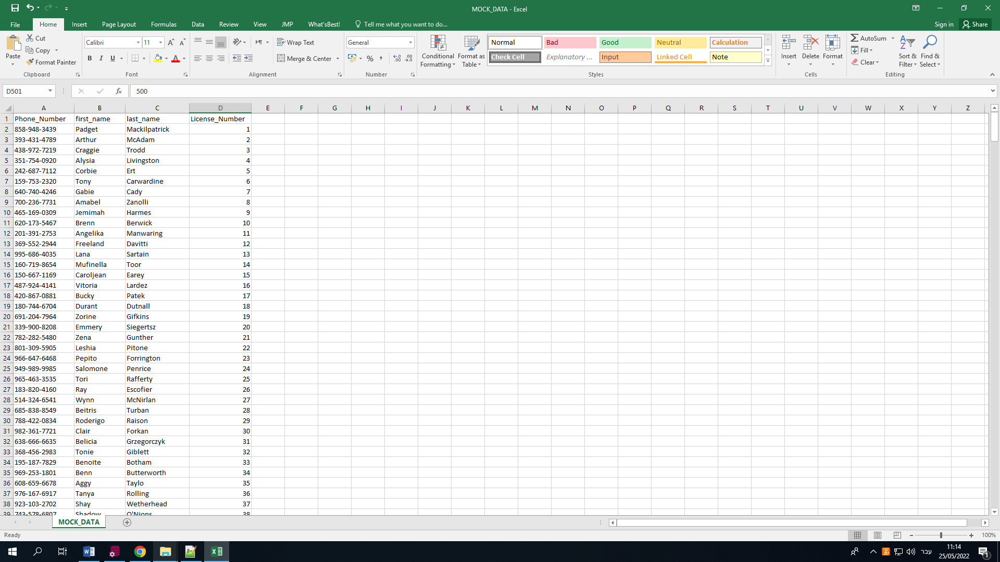 MOCK_DATA - Excel
File Home Insert Page Layout Formulas Data Review View JMP What'sBest! Tell me what you want to do... Sign in Share
Paste Cut Copy Format Painter Clipboard
Calibri 11 B I U Font
Wrap Text Merge & Center Alignment
General % , Number
Conditional Formatting Format as Table
Normal Bad Good Neutral Calculation
Check Cell Explanatory ... Input Linked Cell Note
Styles
Insert Delete Format Cells
AutoSum Fill Clear Sort & Filter Find & Select Editing
D501 fx 500
A B C D E F G H I J K L M N O P Q R S T U V W X Y Z
1 Phone_Number first_name last_name License_Number
2 858-948-3439 Padget Mackilpatrick 1
3 393-431-4789 Arthur McAdam 2
4 438-972-7219 Craggie Trodd 3
5 351-754-0920 Alysia Livingston 4
6 242-687-7112 Corbie Ert 5
7 159-753-2320 Tony Carwardine 6
8 640-740-4246 Gabie Cady 7
9 700-236-7731 Amabel Zanolli 8
10 465-169-0309 Jemimah Harmes 9
11 620-173-5467 Brenn Berwick 10
12 201-391-2753 Angelika Manwaring 11
13 369-552-2944 Freeland Davitti 12
14 995-686-4035 Lana Sartain 13
15 160-719-8654 Mufinella Toor 14
16 150-667-1169 Caroljean Earey 15
17 487-924-4141 Vitoria Lardez 16
18 420-867-0881 Bucky Patek 17
19 180-744-6704 Durant Dutnall 18
20 691-204-7964 Zorine Gifkins 19
21 339-900-8208 Emmery Siegertsz 20
22 782-282-5480 Zena Gunther 21
23 801-309-5905 Leshia Pitone 22
24 966-647-6468 Pepito Forrington 23
25 949-989-9985 Salomone Penrice 24
26 965-463-3535 Tori Rafferty 25
27 183-820-4160 Ray Escofier 26
28 514-324-6541 Wynn McNirlan 27
29 685-838-8549 Beitris Turban 28
30 788-422-0834 Roderigo Raison 29
31 982-361-7721 Clair Forkan 30
32 638-666-6635 Belicia Grzegorczyk 31
33 368-456-2983 Tonie Giblett 32
34 195-187-7829 Benoite Botham 33
35 969-253-1801 Benn Butterworth 34
36 608-659-6678 Aggy Taylo 35
37 976-167-6917 Tanya Rolling 36
38 923-103-2702 Shay Wetherhead 37
39 743-578-6807 Shadow O'Nions 38
MOCK_DATA
Ready 100%
עבר 11:14
25/05/2022 1